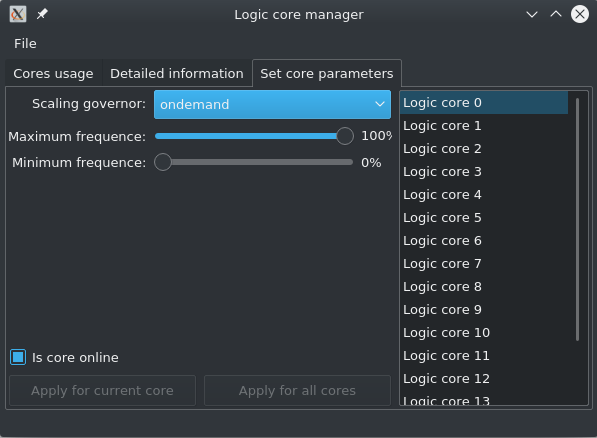 Logic core manager
File
Cores usage
Detailed information
Set core parameters
Scaling governor:
ondemand
Maximum frequence:
100%
Minimum frequence:
0%
Is core online
Apply for current core
Apply for all cores
Logic core 0
Logic core 1
Logic core 2
Logic core 3
Logic core 4
Logic core 5
Logic core 6
Logic core 7
Logic core 8
Logic core 9
Logic core 10
Logic core 11
Logic core 12
Logic core 13